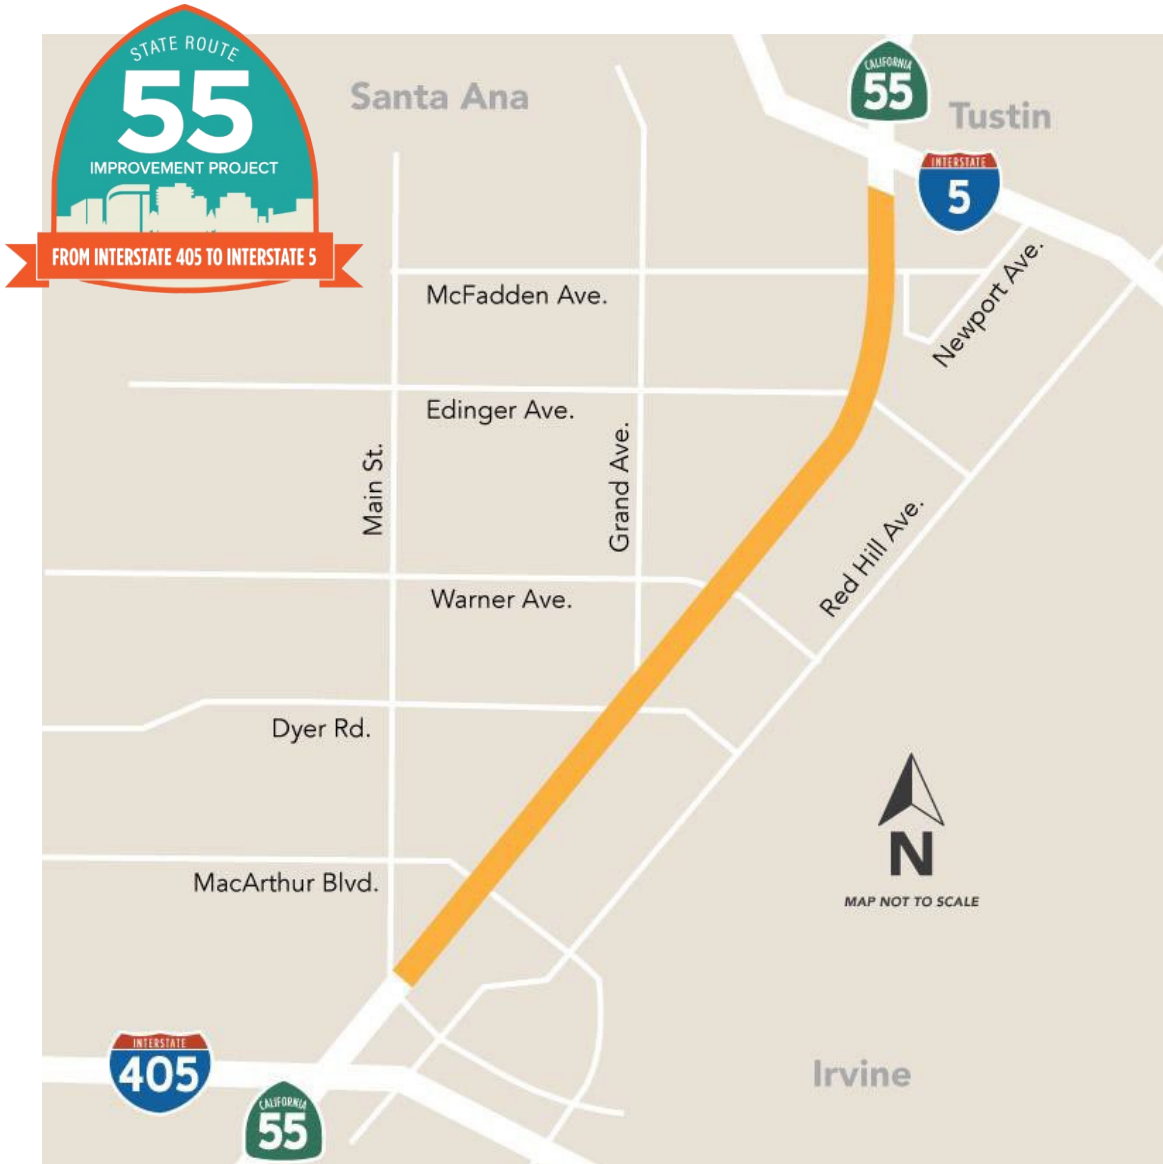 STATE ROUTE
55
IMPROVEMENT PROJECT
FROM INTERSTATE 405 TO INTERSTATE 5
Santa Ana
CALIFORNIA
55
Tustin
INTERSTATE
5
McFadden Ave.
Newport Ave.
Edinger Ave.
Main St.
Grand Ave.
Red Hill Ave.
Warner Ave.
Dyer Rd.
MacArthur Blvd.
N
MAP NOT TO SCALE
INTERSTATE
405
Irvine
CALIFORNIA
55